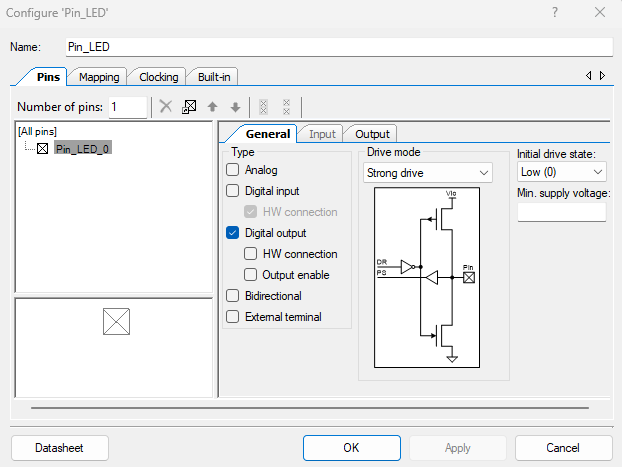 Configure 'Pin_LED'
?
Name: Pin_LED
Pins Mapping Clocking Built-in
Number of pins: 1
[All pins]
Pin_LED_0
General Input Output
Type
Analog
Digital input
HW connection
Digital output
HW connection
Output enable
Bidirectional
External terminal
Drive mode
Strong drive
Vio
DR
PS
Pin
Initial drive state:
Low (0)
Min. supply voltage:
Datasheet OK Apply Cancel